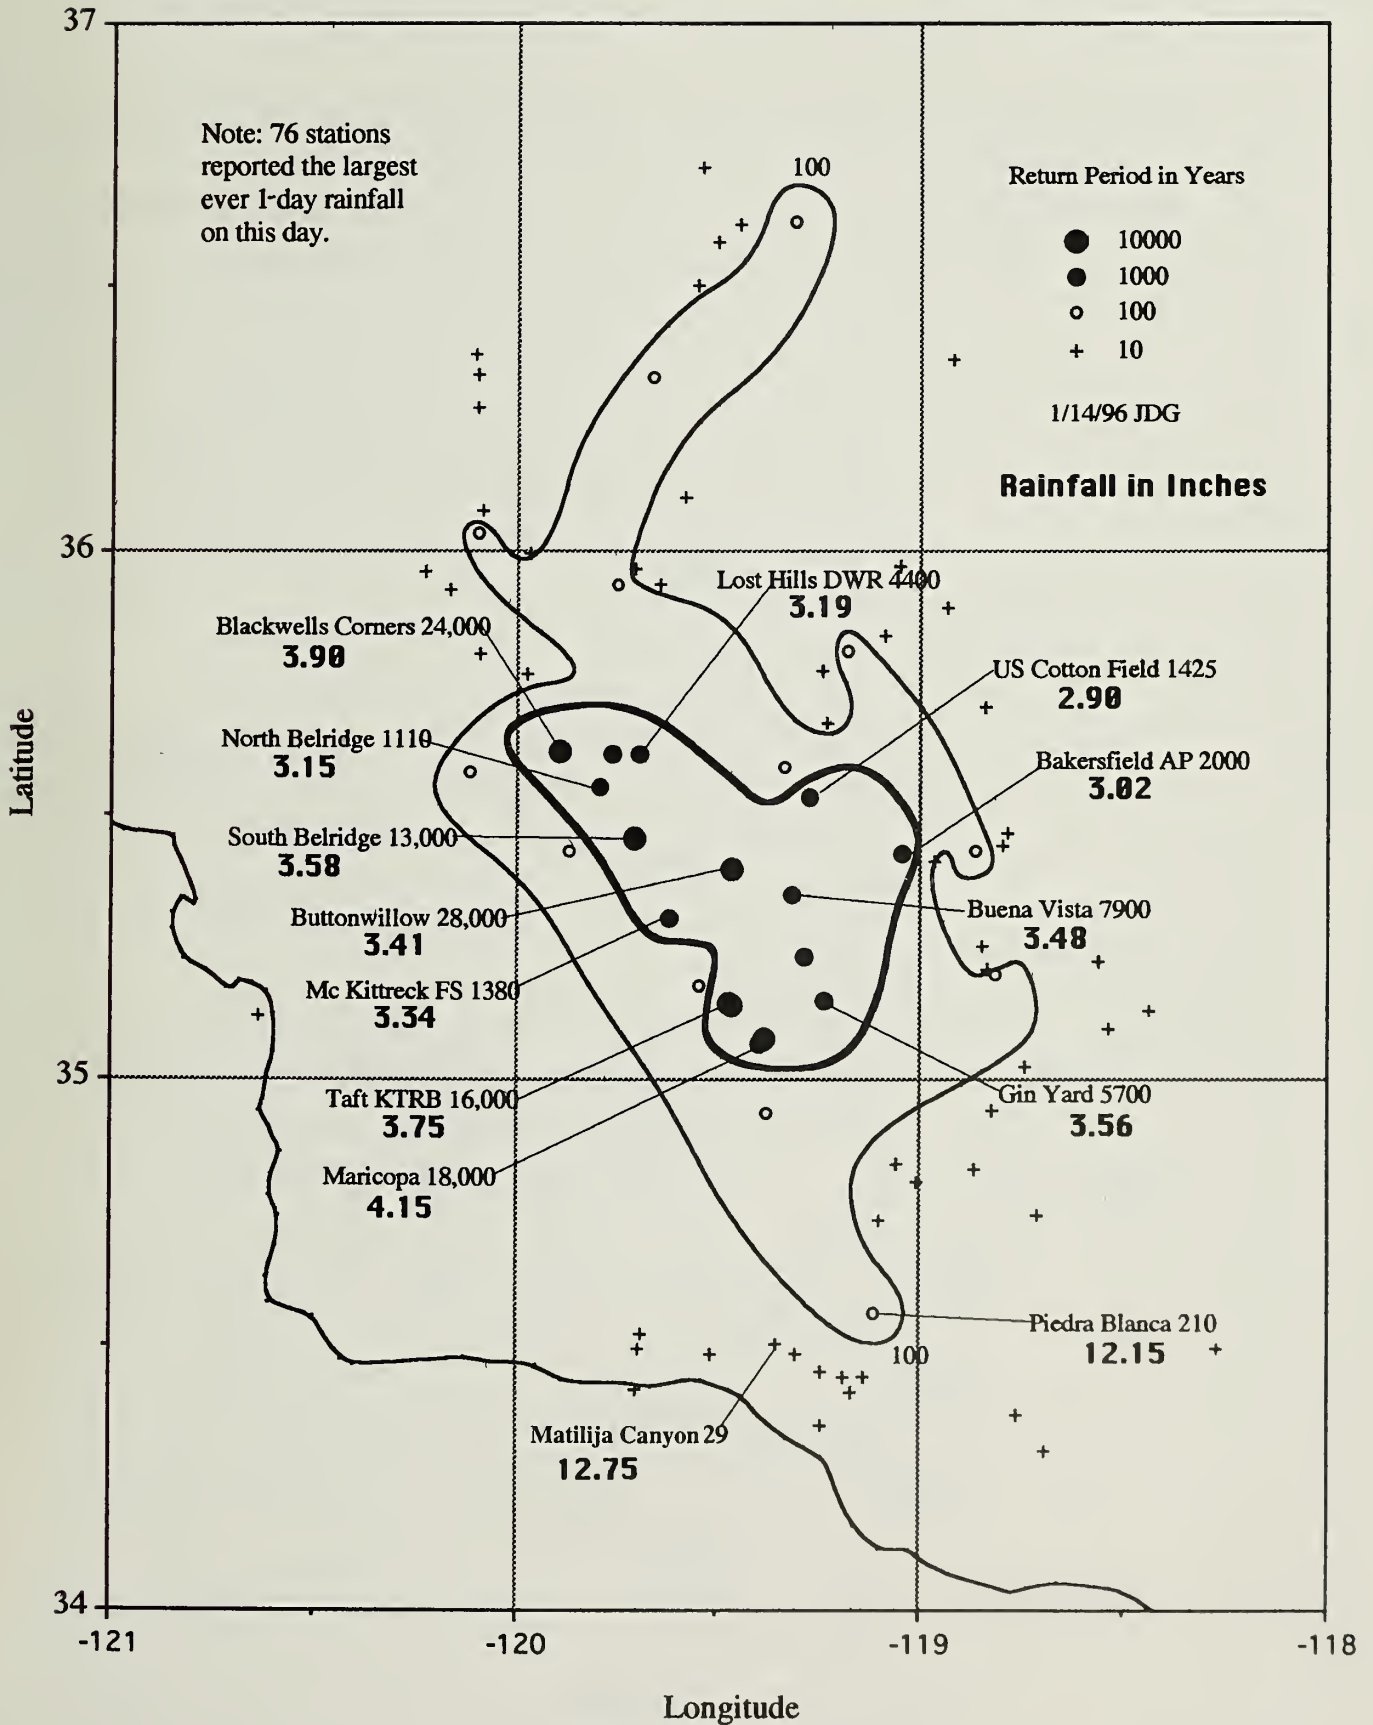 37
Note: 76 stations
reported the largest
ever 1-day rainfall
on this day.
100
Return Period in Years
10000
1000
100
10
1/14/96 JDG
Rainfall in Inches
36
Lost Hills DWR 4400
3.19
Blackwells Corners 24,000
3.90
US Cotton Field 1425
2.90
North Belridge 1110
3.15
Bakersfield AP 2000
3.02
Latitude
South Belridge 13,000
3.58
Buttonwillow 28,000
3.41
Buena Vista 7900
3.48
Mc Kittreck FS 1380
3.34
35
Taft KTRB 16,000
3.75
Gin Yard 5700
3.56
Maricopa 18,000
4.15
Piedra Blanca 210
12.15
100
Matilija Canyon 29
12.75
34
-121
-120
-119
-118
Longitude